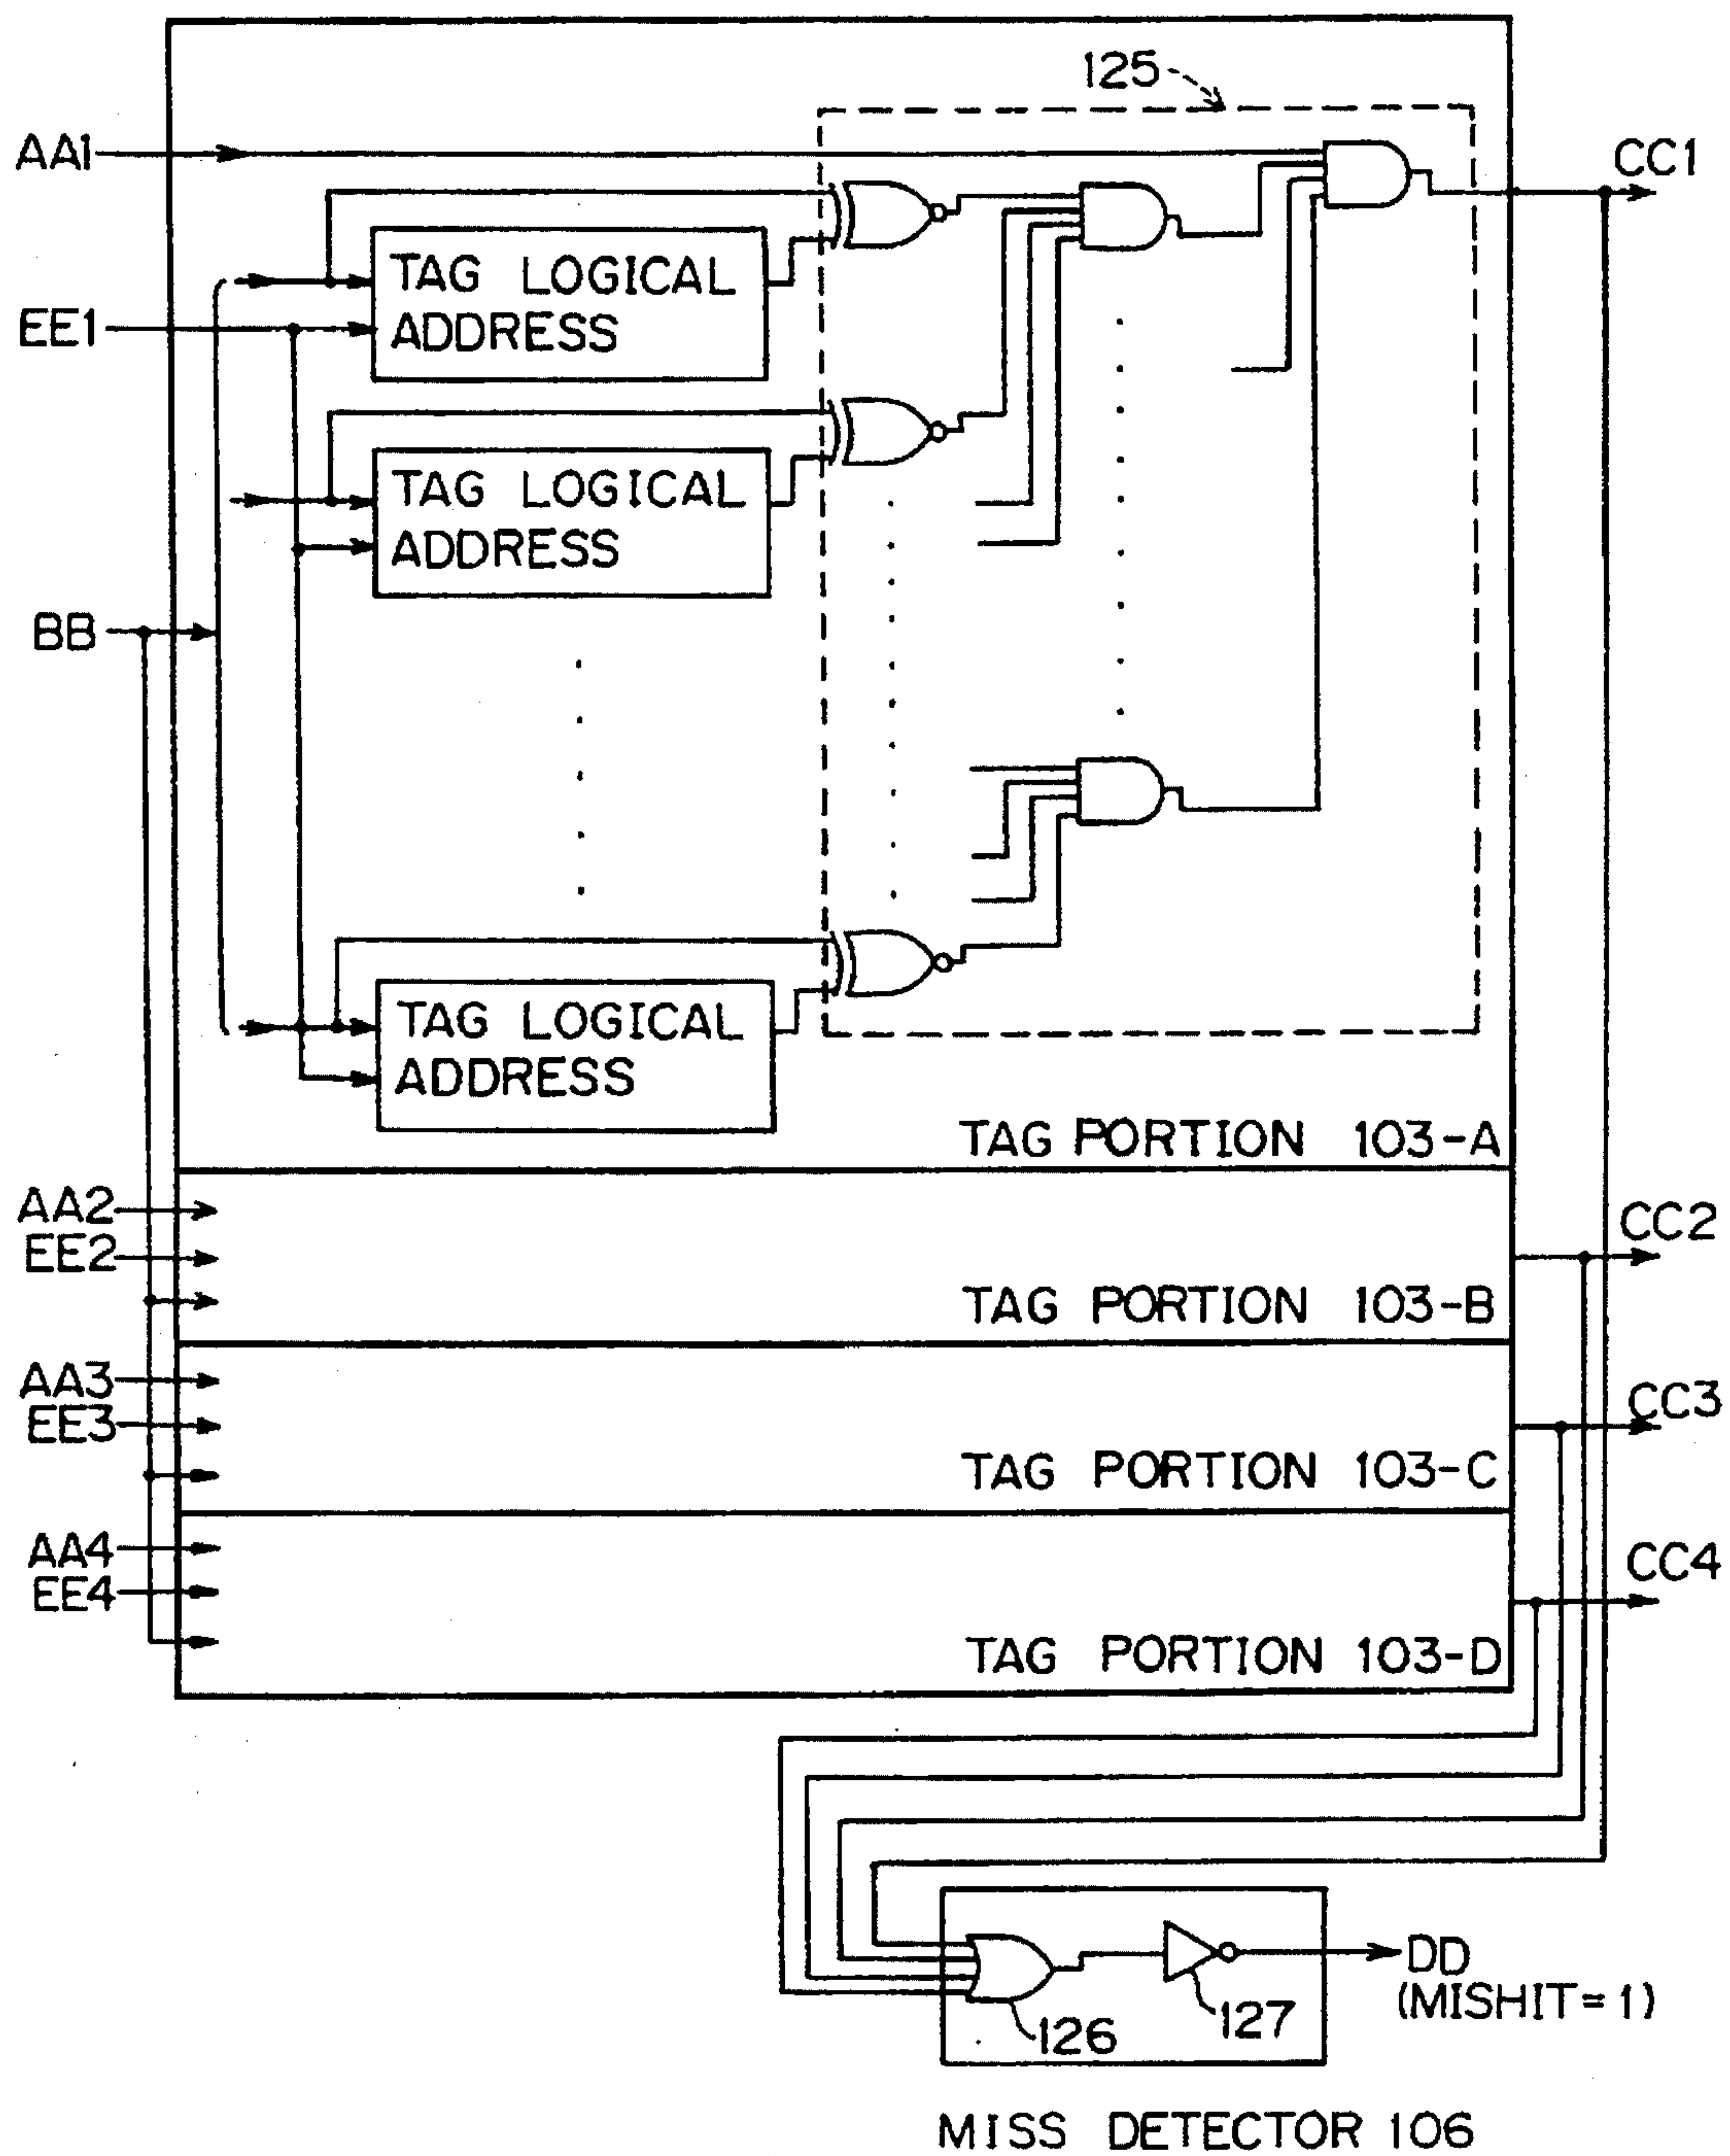 125
AA1
CC1
TAG LOGICAL
ADDRESS
EE1
TAG LOGICAL
ADDRESS
BB
TAG LOGICAL
ADDRESS
TAG PORTION 103-A
AA2
EE2
CC2
TAG PORTION 103-B
AA3
EE3
CC3
TAG PORTION 103-C
AA4
EE4
CC4
TAG PORTION 103-D
DD
(MISHIT=1)
126
127
MISS DETECTOR 106